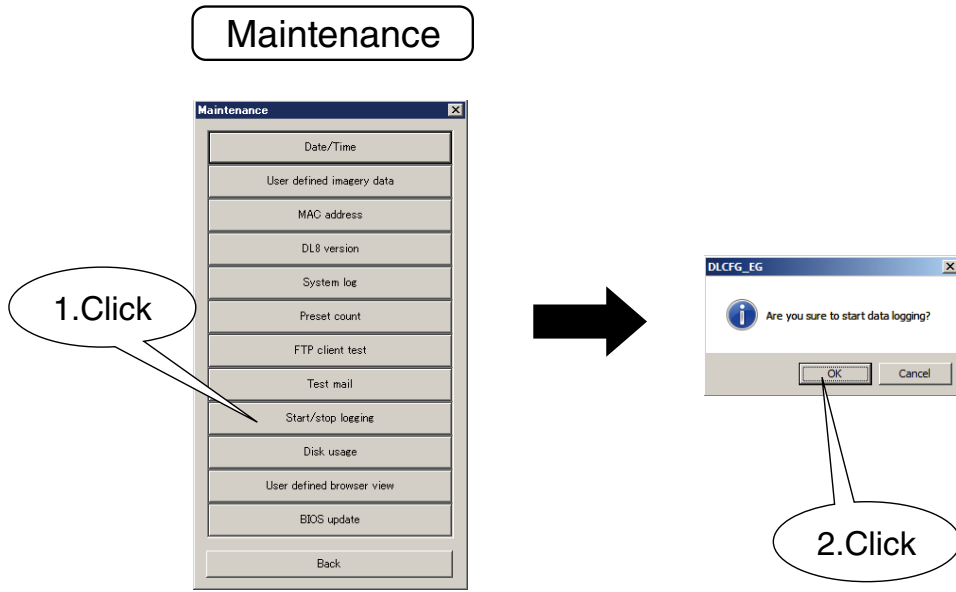 Maintenance
Maintenance
Date/Time
User defined imagery data
MAC address
DL8 version
System log
Preset count
FTP client test
Test mail
Start/stop logging
Disk usage
User defined browser view
BIOS update
Back
1.Click
DLCFG_EG
Are you sure to start data logging?
OK
Cancel
2.Click